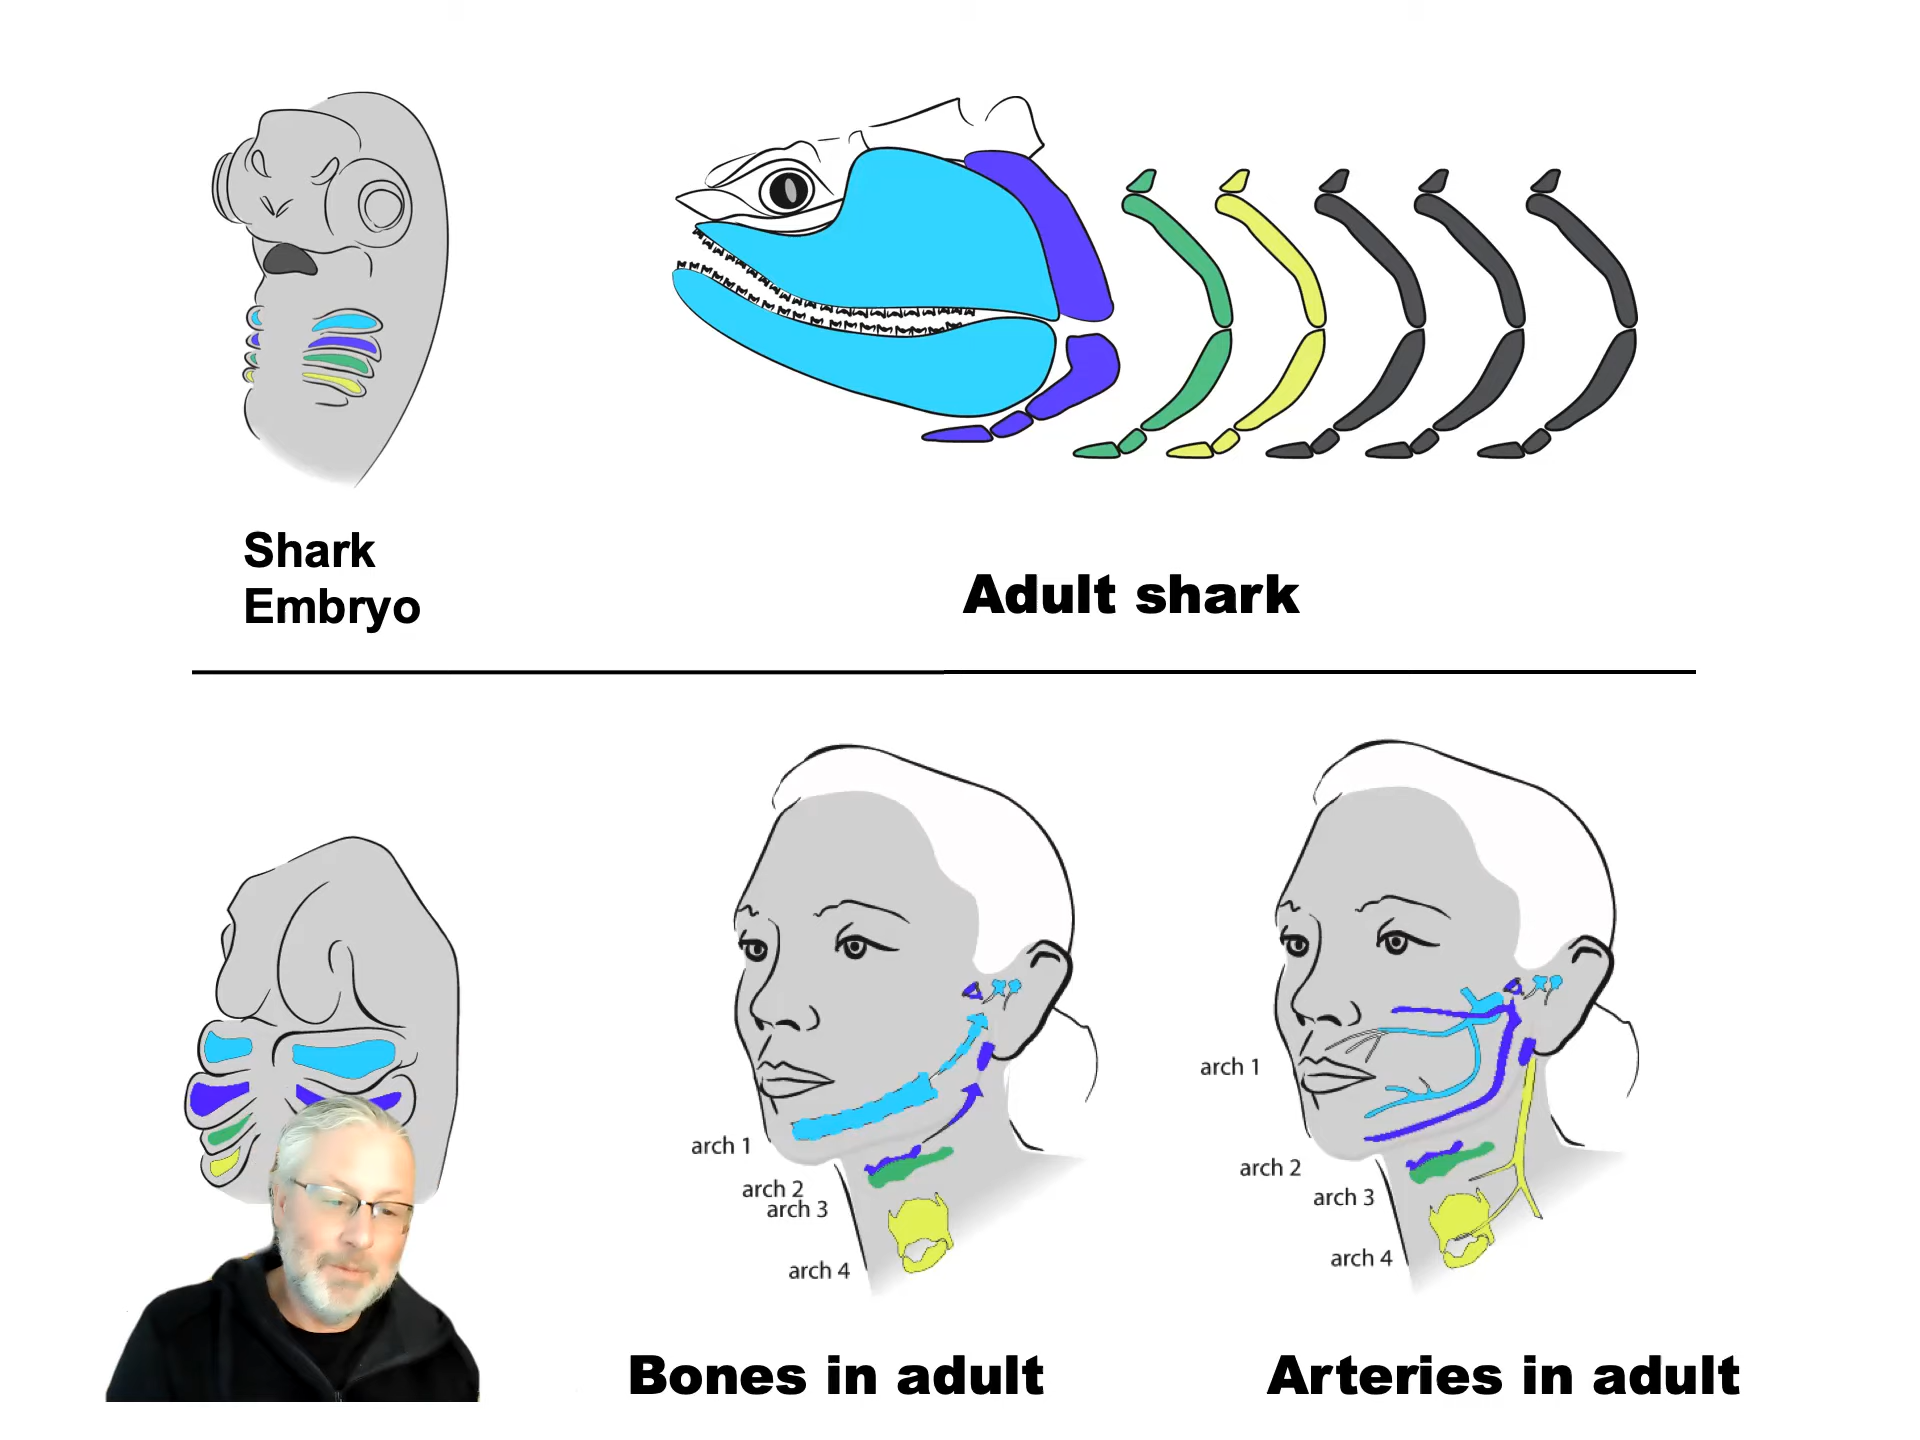 Shark
Embryo
Adult shark
arch 1
arch 2
arch 3
arch 4
arch 1
arch 2
arch 3
arch 4
Bones in adult
Arteries in adult